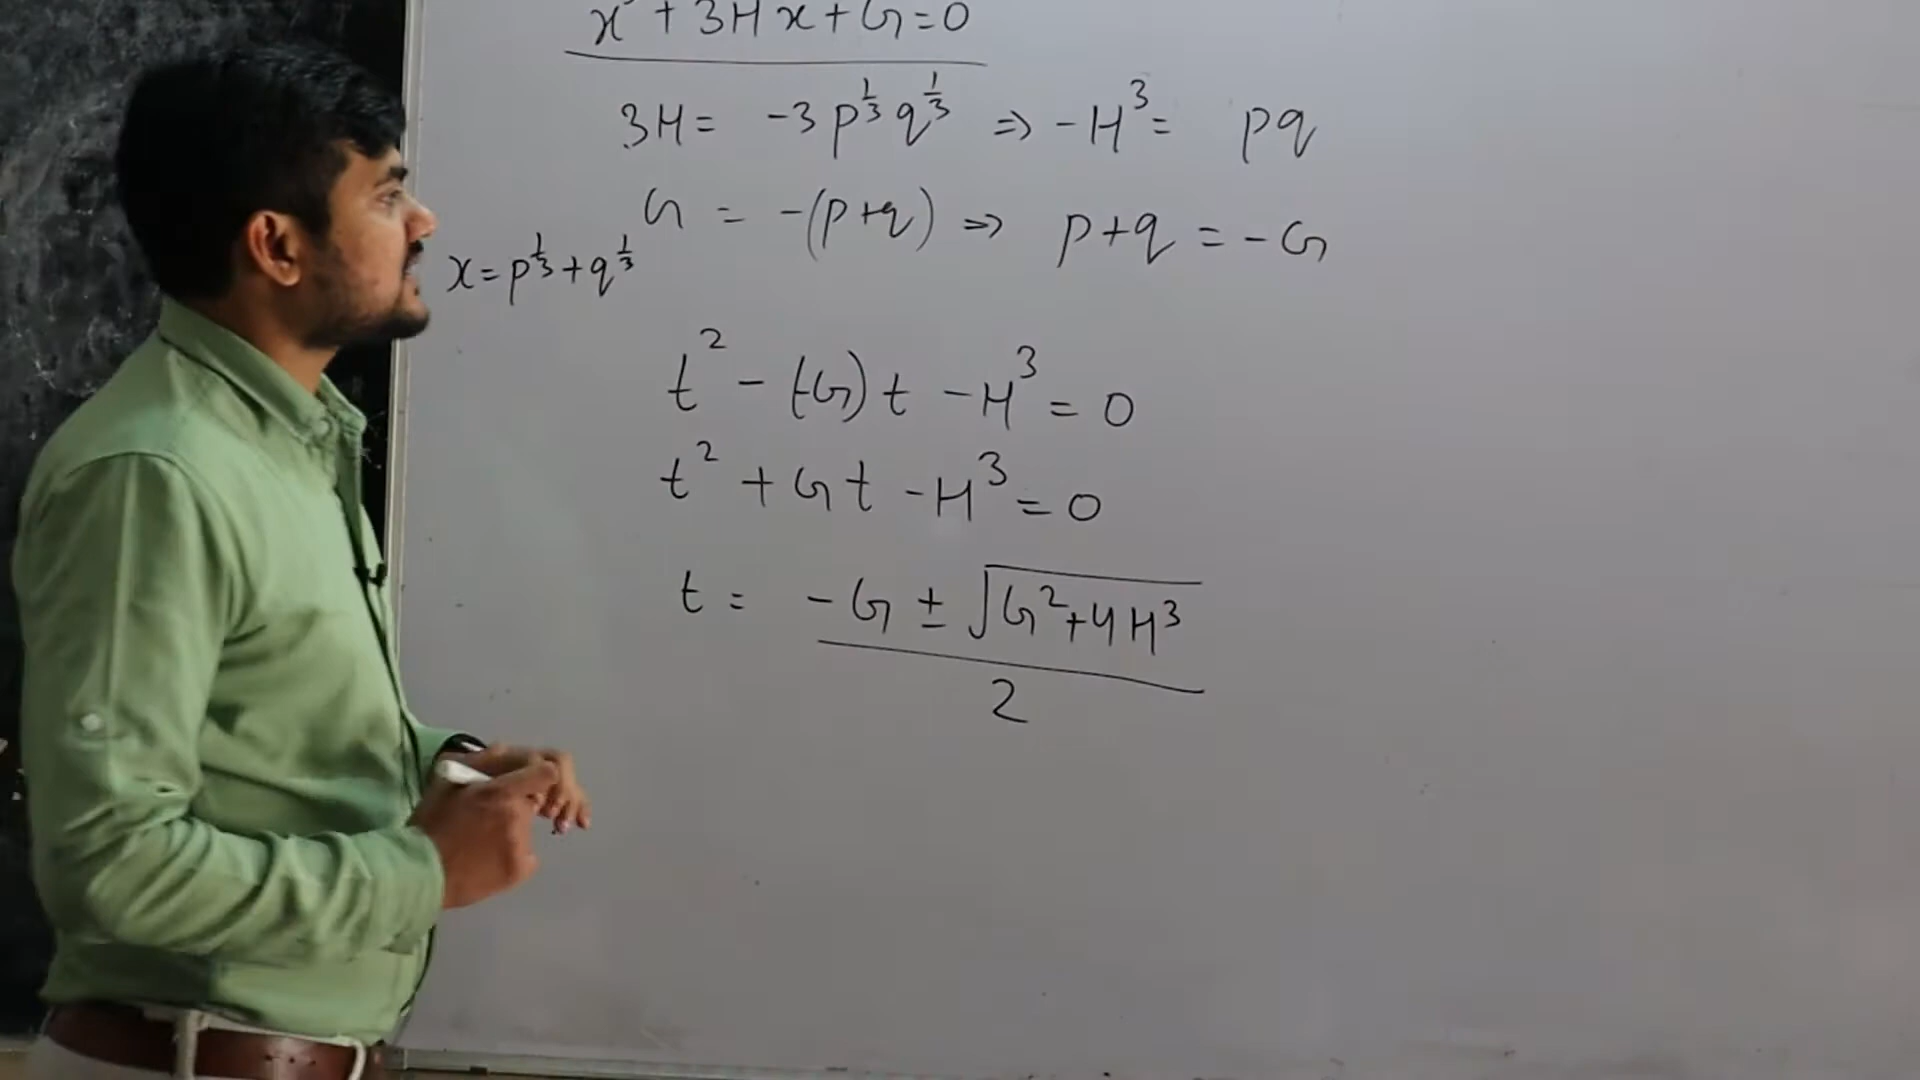 x³ + 3Hx + G = 0
3H = -3p^{1/3} q^{1/3} ⇒ -H³ = pq
G = -(p+q) ⇒ p+q = -G
x = p^{1/3} + q^{1/3}
t² - (-G)t - H³ = 0
t² + Gt - H³ = 0
t = \frac{-G ± √(G²+4H³)}{2}